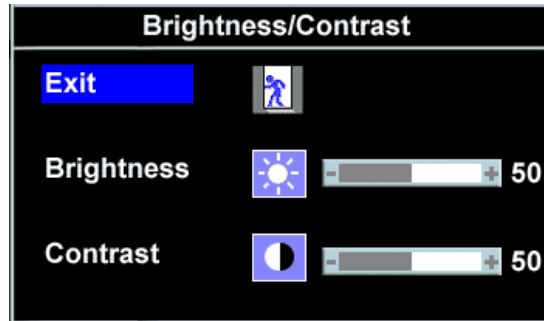 Brightness/Contrast
Exit
Brightness - + 50
Contrast - + 50